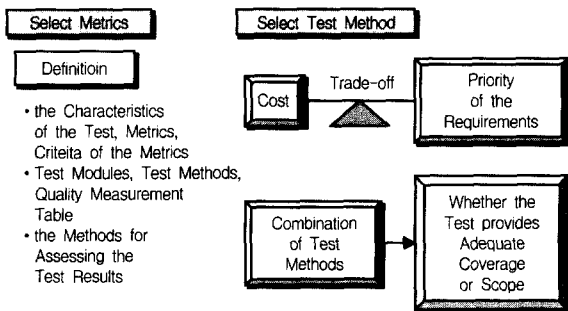 Select Metrics
Definitioin
• the Characteristics
of the Test, Metrics,
Criteita of the Metrics
• Test Modules, Test Methods,
Quality Measurement
Table
• the Methods for
Assessing the
Test Results
Select Test Method
Cost
Trade-off
Priority
of the
Requirements
Combination
of Test
Methods
Whether the
Test provides
Adequate
Coverage
or Scope